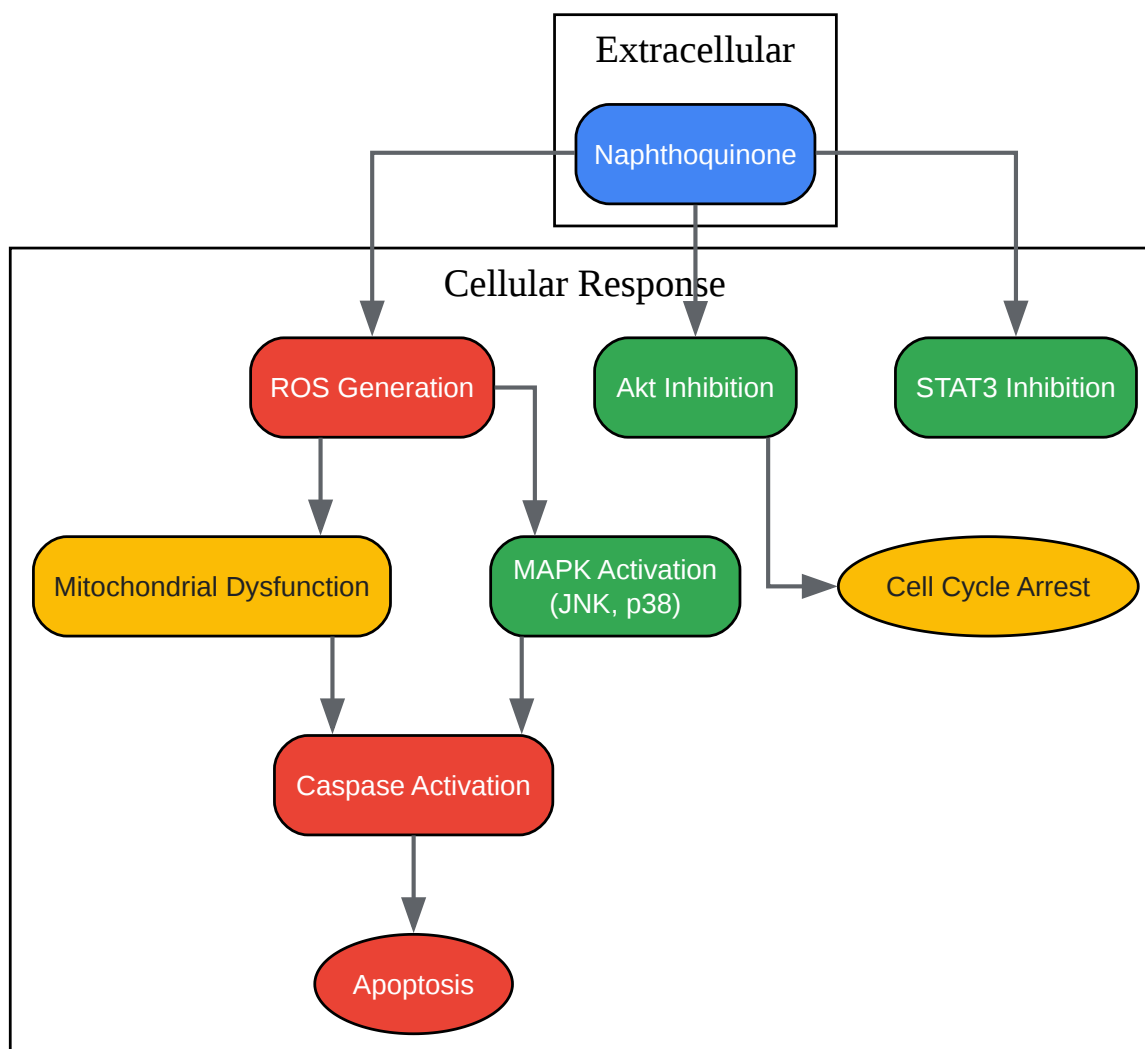 Extracellular
Naphthoquinone
Cellular Response
ROS Generation
Akt Inhibition
STAT3 Inhibition
Mitochondrial Dysfunction
MAPK Activation
(JNK, p38)
Cell Cycle Arrest
Caspase Activation
Apoptosis